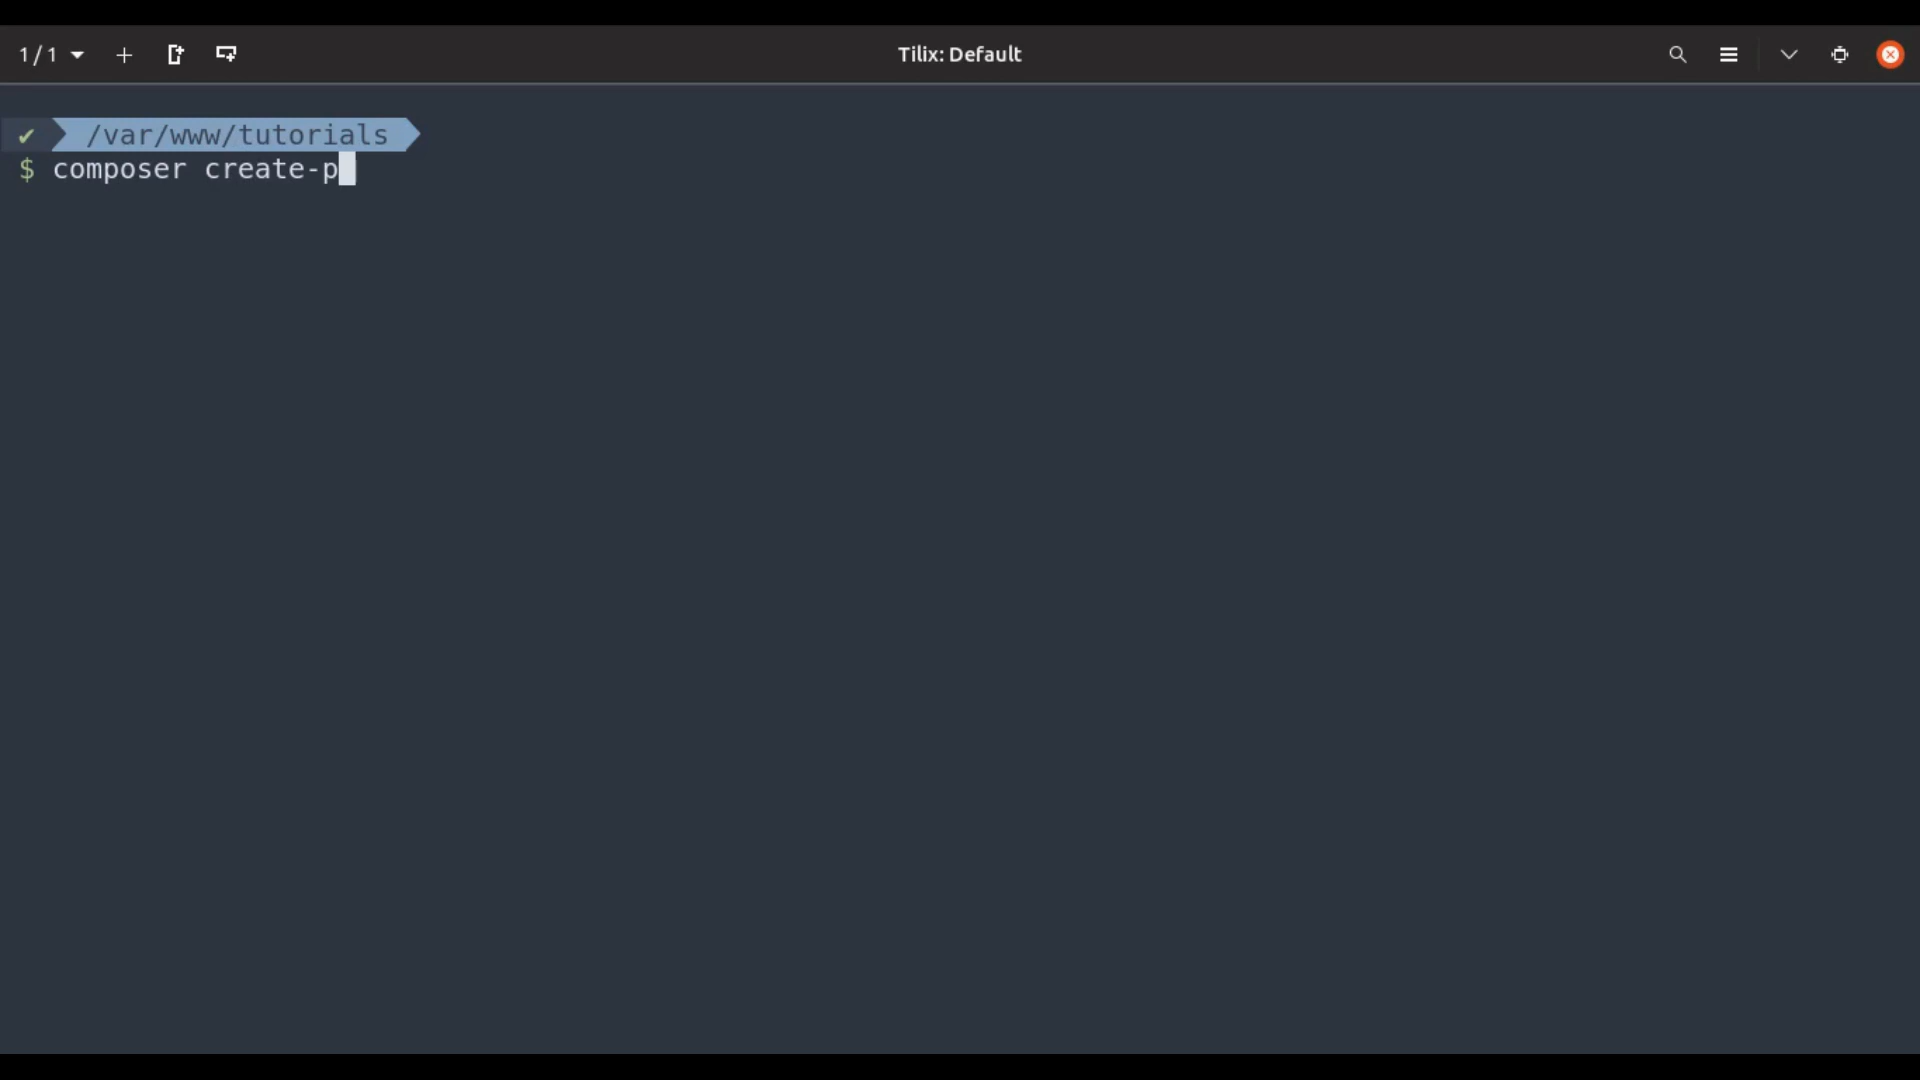 1 / 1
Tilix: Default
✔ /var/www/tutorials
$ composer create-p